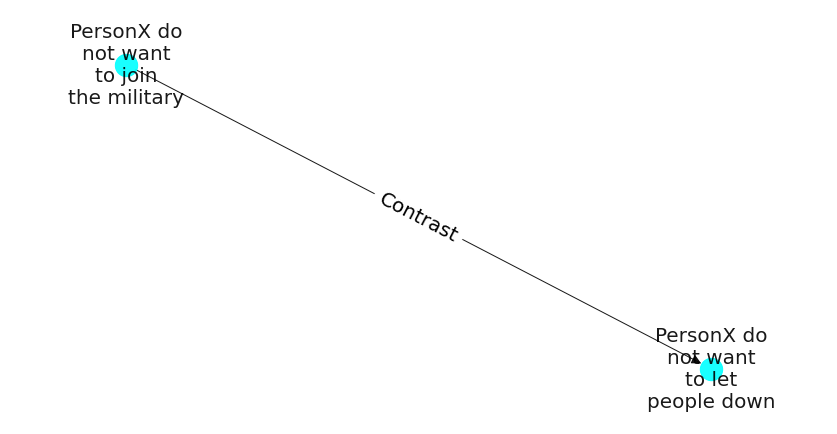 PersonX do
not want
to join
the military
Contrast
PersonX do
not want
to let
people down